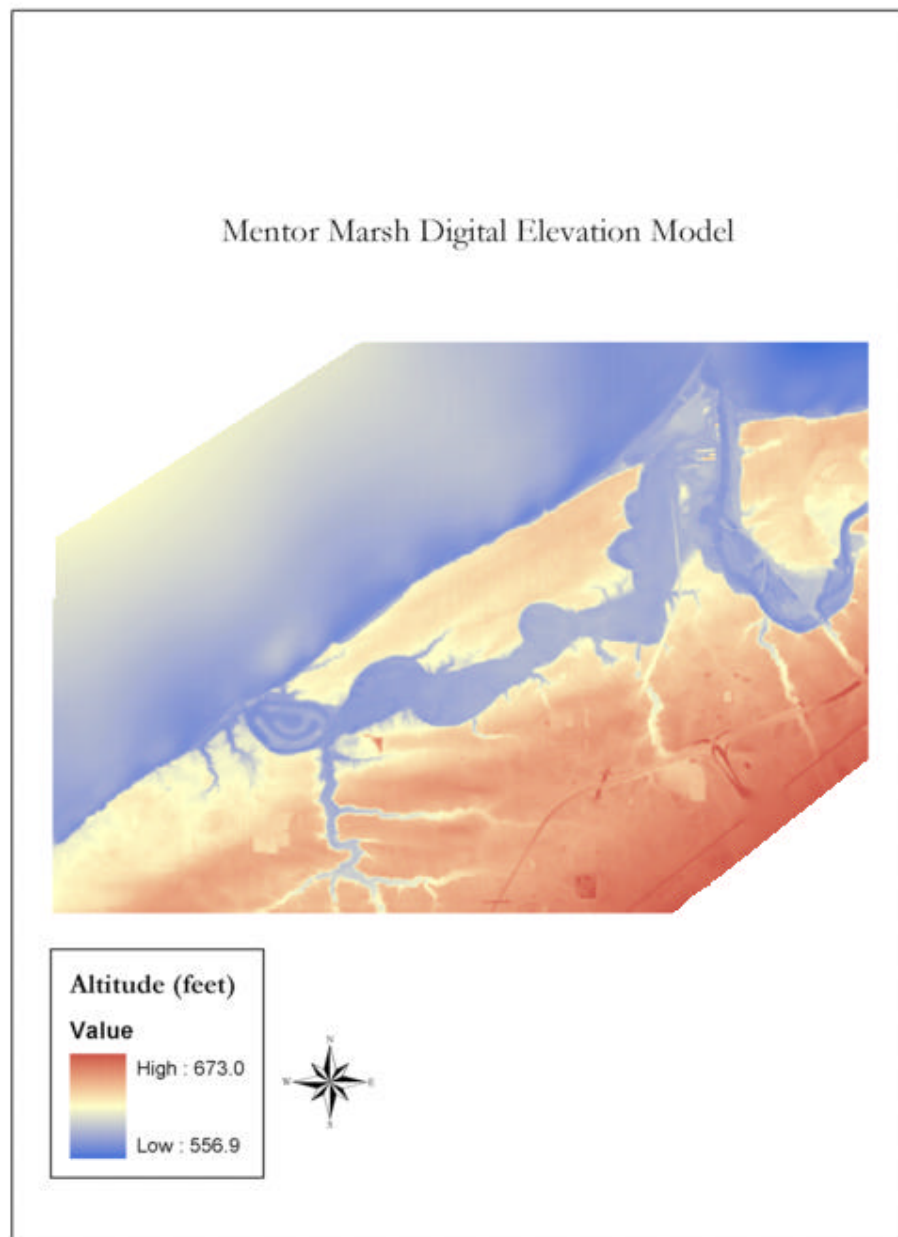 Mentor Marsh Digital Elevation Model
Altitude (feet)
Value
High : 673.0
Low : 556.9
N
W E
S